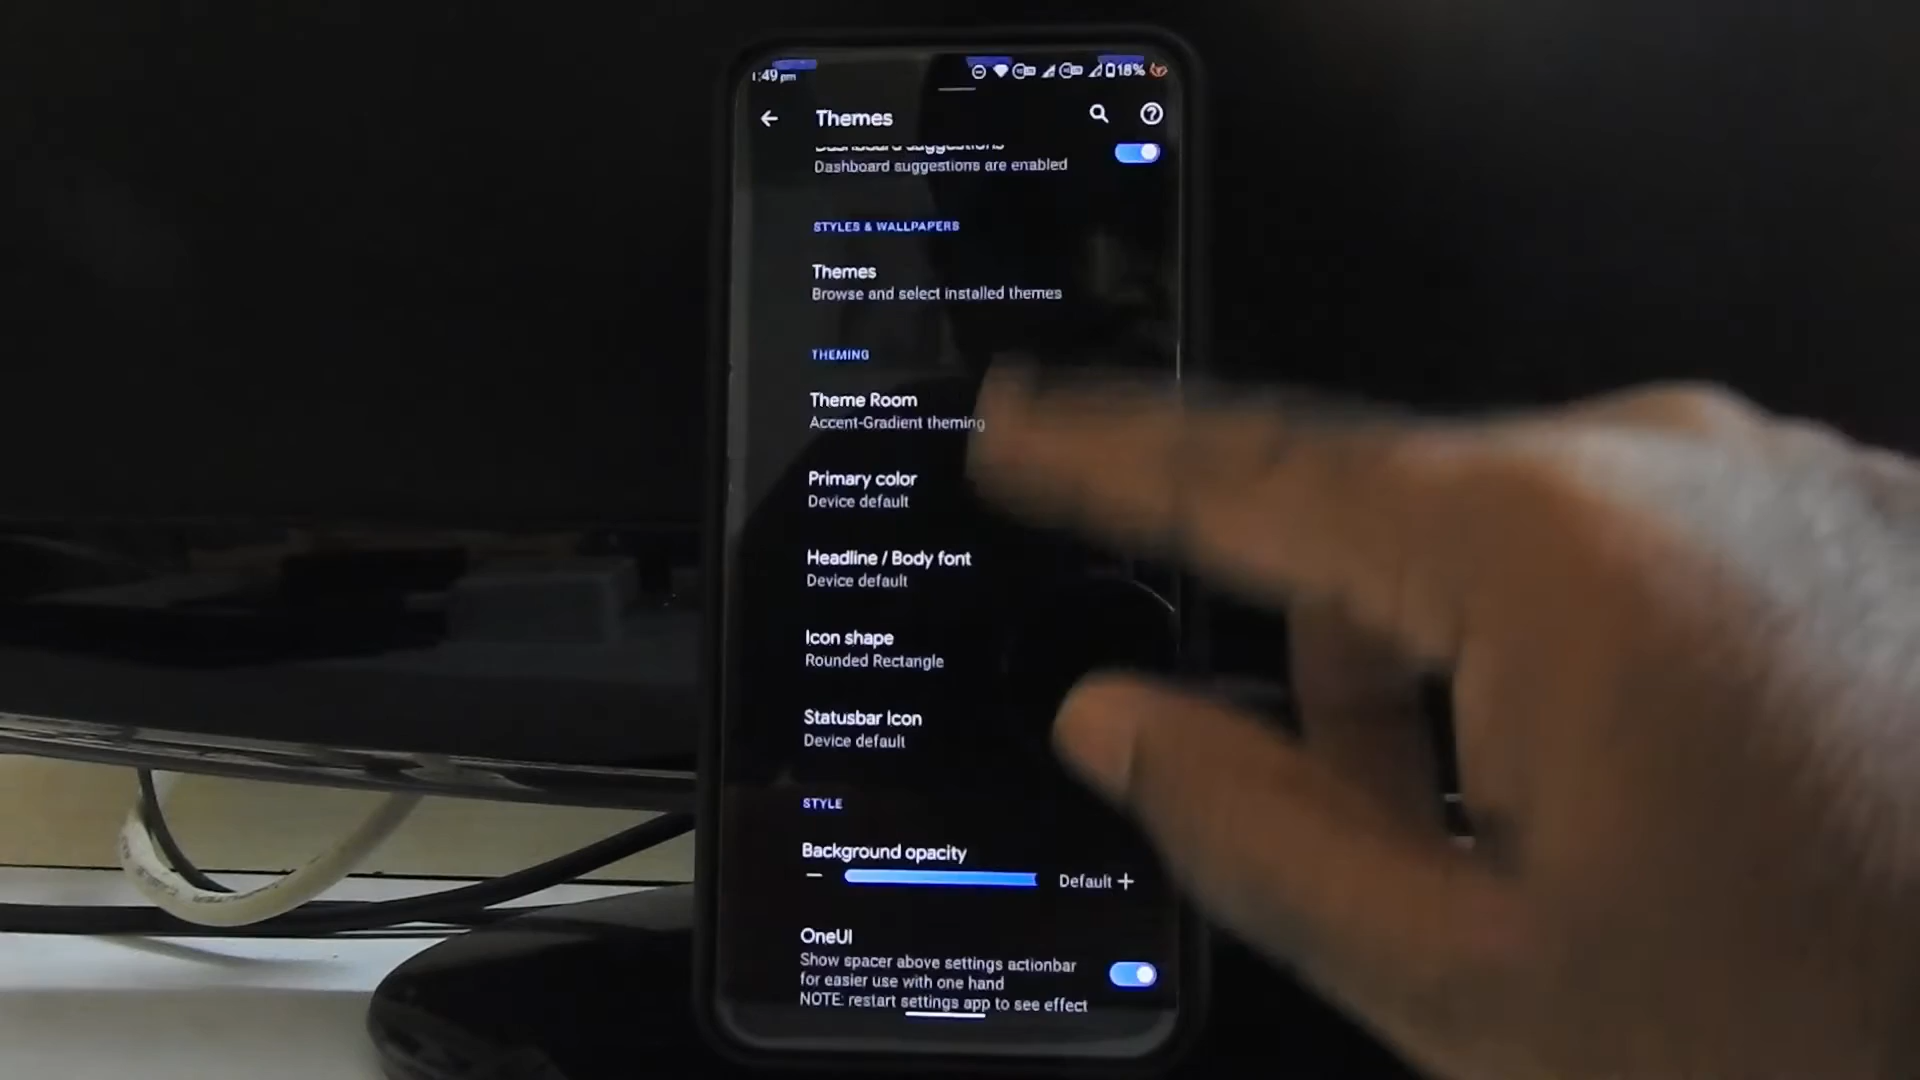 1:49 pm
18%
Themes
Dashboard suggestions
Dashboard suggestions are enabled
STYLES & WALLPAPERS
Themes
Browse and select installed themes
THEMING
Theme Room
Accent-Gradient theming
Primary color
Device default
Headline / Body font
Device default
Icon shape
Rounded Rectangle
Statusbar Icon
Device default
STYLE
Background opacity
Default
OneUI
Show spacer above settings actionbar
for easier use with one hand
NOTE: restart settings app to see effect